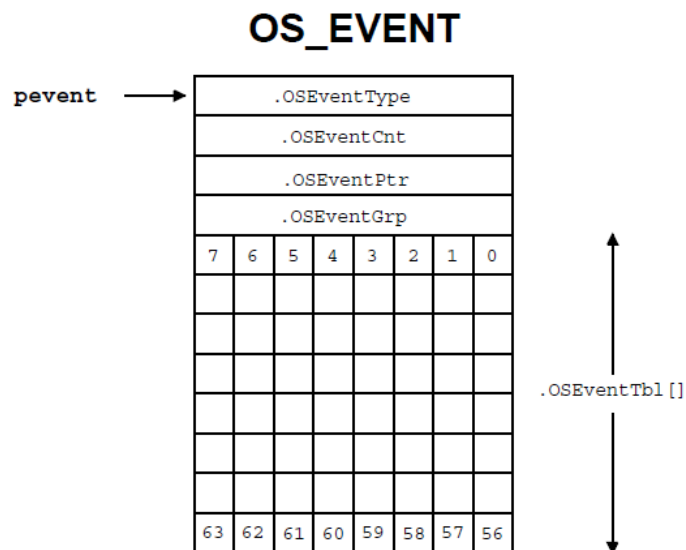 OS_EVENT
pevent
.OSEventType
.OSEventCnt
.OSEventPtr
.OSEventGrp
7 6 5 4 3 2 1 0
.OSEventTbl[]
63 62 61 60 59 58 57 56